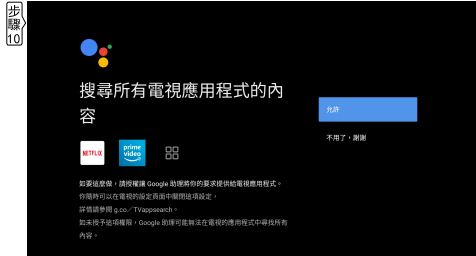 步驟10
搜尋所有電視應用程式的內
容
允許
不用了，謝謝
NETFLIX
prime
video
如要這麼做，請授權讓 Google 助理將你的要求提供給電視應用程式。
你隨時可以在電視的設定頁面中關閉這項設定，
詳情請參閱 g.co／TVappsearch。
如未授予這項權限，Google 助理可能無法在電視的應用程式中尋找所有
內容。